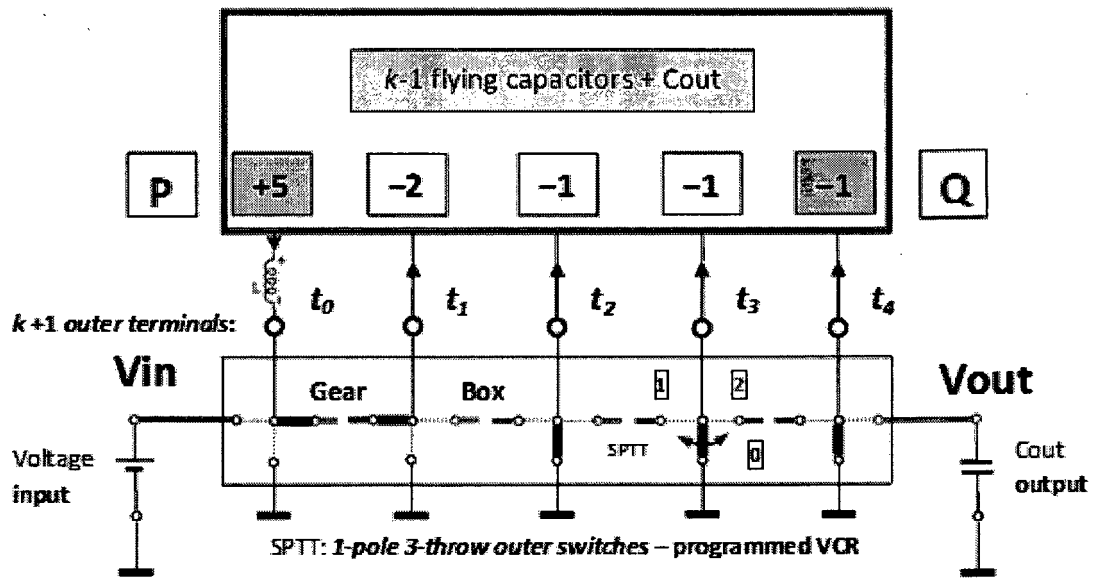 k-1 flying capacitors + Cout
P +5 −2 −1 −1 −1 Q
t0 t1 t2 t3 t4
k +1 outer terminals:
Vin Vout
Gear Box 1 2
Voltage input
SPTT 0
Cout output
SPTT: 1-pole 3-throw outer switches – programmed VCR